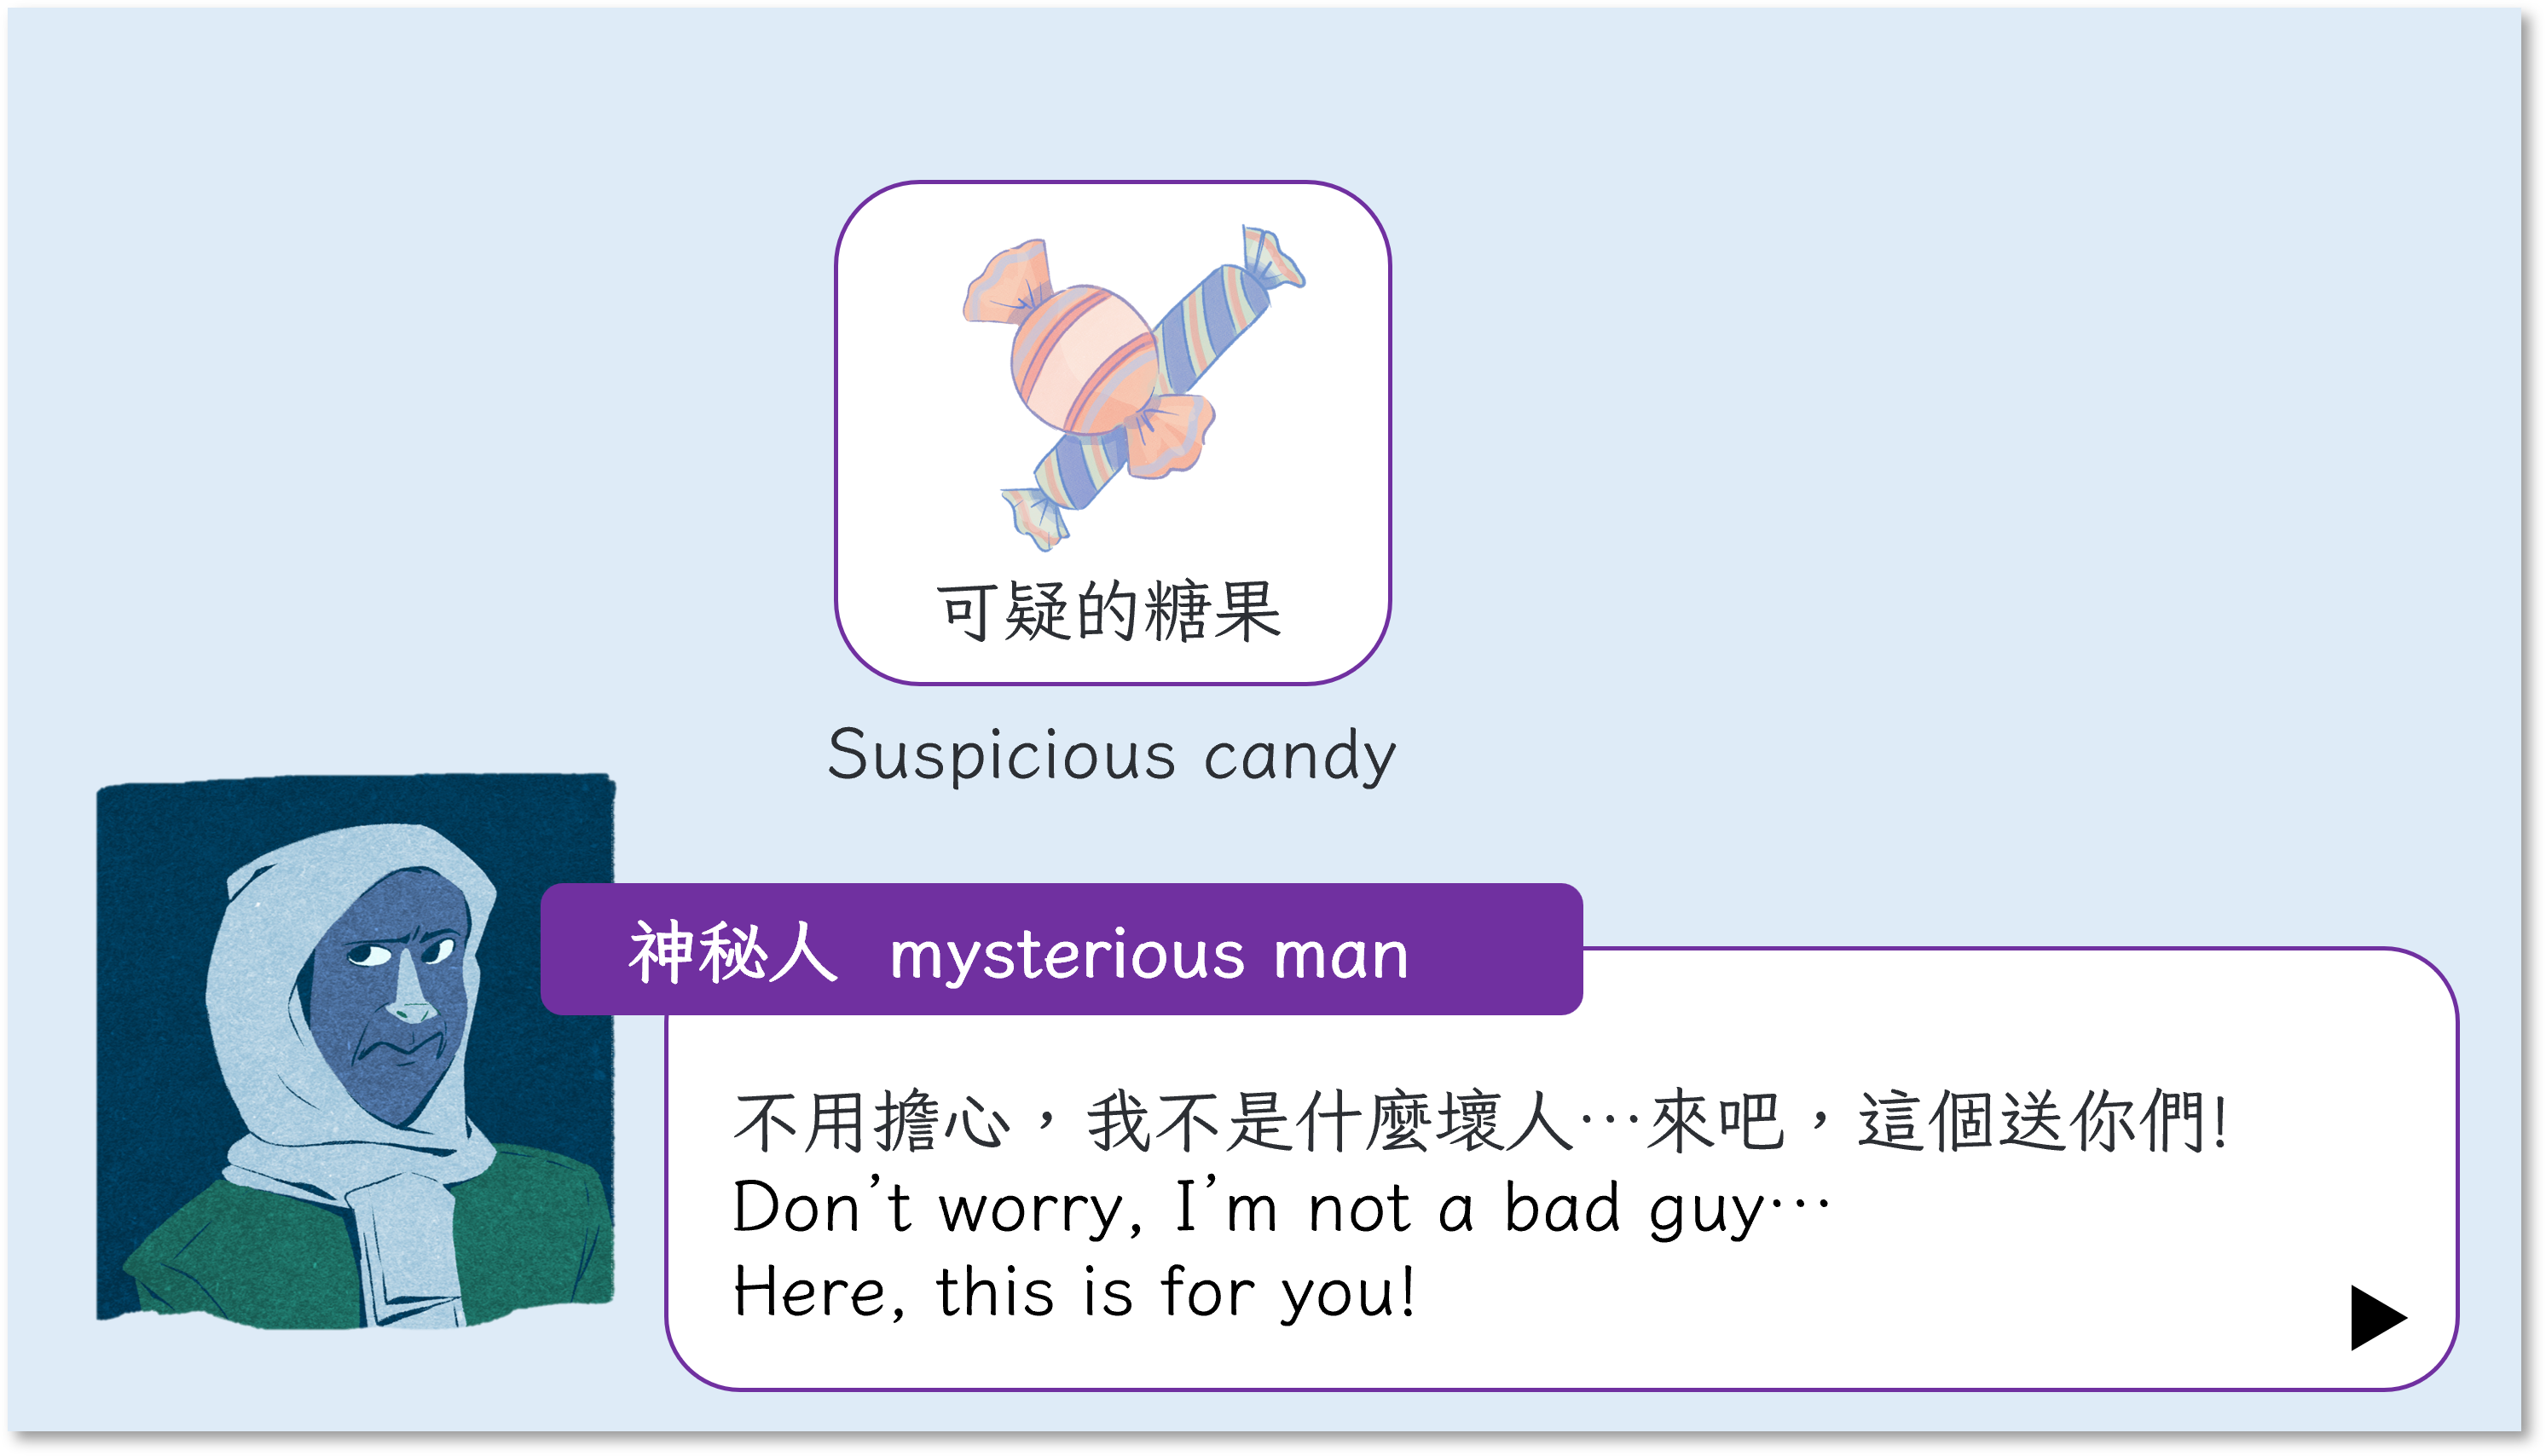 可疑的糖果
Suspicious candy
神秘人 mysterious man
不用擔心，我不是什麼壞人…來吧，這個送你們!
Don’t worry, I’m not a bad guy…
Here, this is for you!